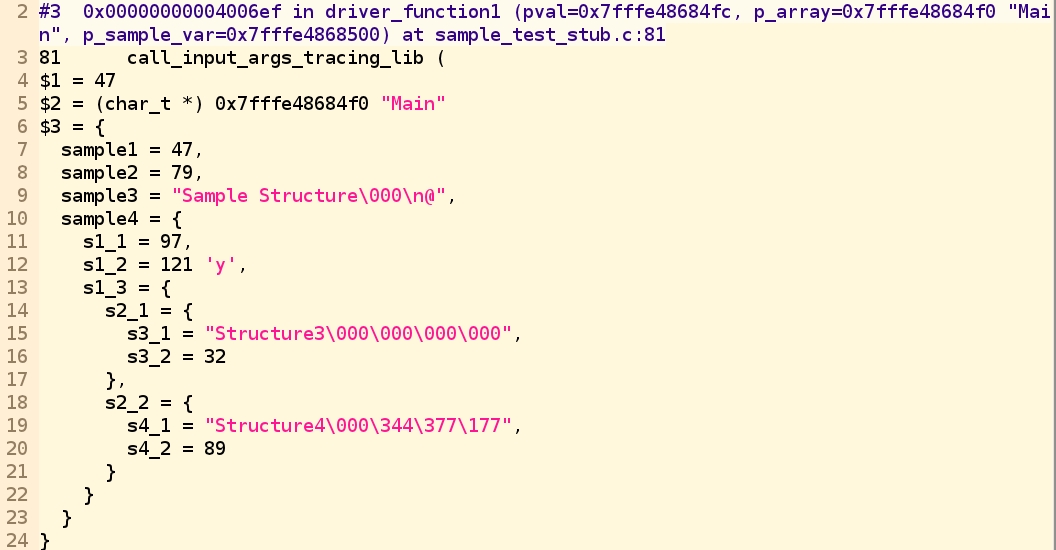 2 #3  0x00000000004006ef in driver_function1 (pval=0x7fffe48684fc, p_array=0x7fffe48684f0 "Mai
n", p_sample_var=0x7fffe4868500) at sample_test_stub.c:81
3 81      call_input_args_tracing_lib (
4 $1 = 47
5 $2 = (char_t *) 0x7fffe48684f0 "Main"
6 $3 = {
7   sample1 = 47,
8   sample2 = 79,
9   sample3 = "Sample Structure\000\n@",
10   sample4 = {
11     s1_1 = 97,
12     s1_2 = 121 'y',
13     s1_3 = {
14       s2_1 = {
15         s3_1 = "Structure3\000\000\000\000",
16         s3_2 = 32
17       },
18       s2_2 = {
19         s4_1 = "Structure4\000\344\377\177",
20         s4_2 = 89
21       }
22     }
23   }
24 }